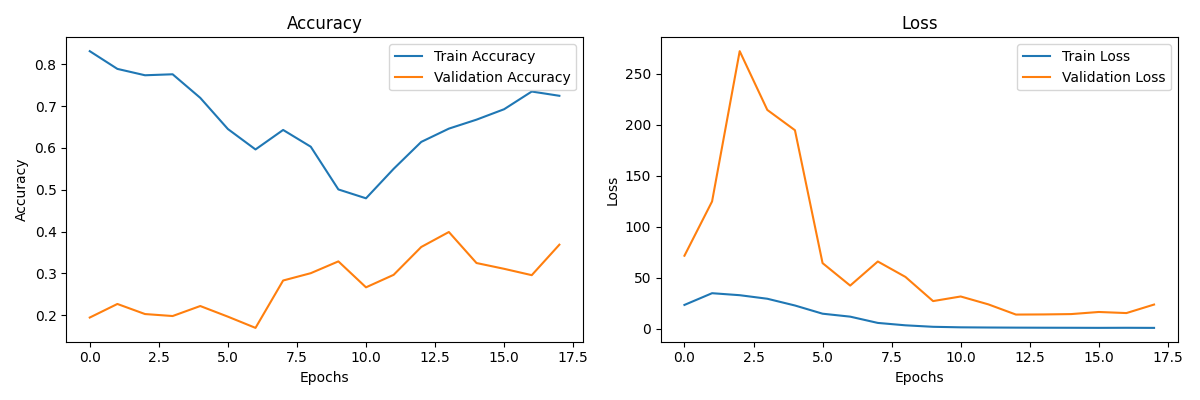 Accuracy
Train Accuracy
Validation Accuracy
0.8
0.7
0.6
0.5
0.4
0.3
0.2
Accuracy
0.0
2.5
5.0
7.5
10.0
12.5
15.0
17.5
Epochs
Loss
Train Loss
Validation Loss
250
200
150
100
50
0
Loss
0.0
2.5
5.0
7.5
10.0
12.5
15.0
17.5
Epochs